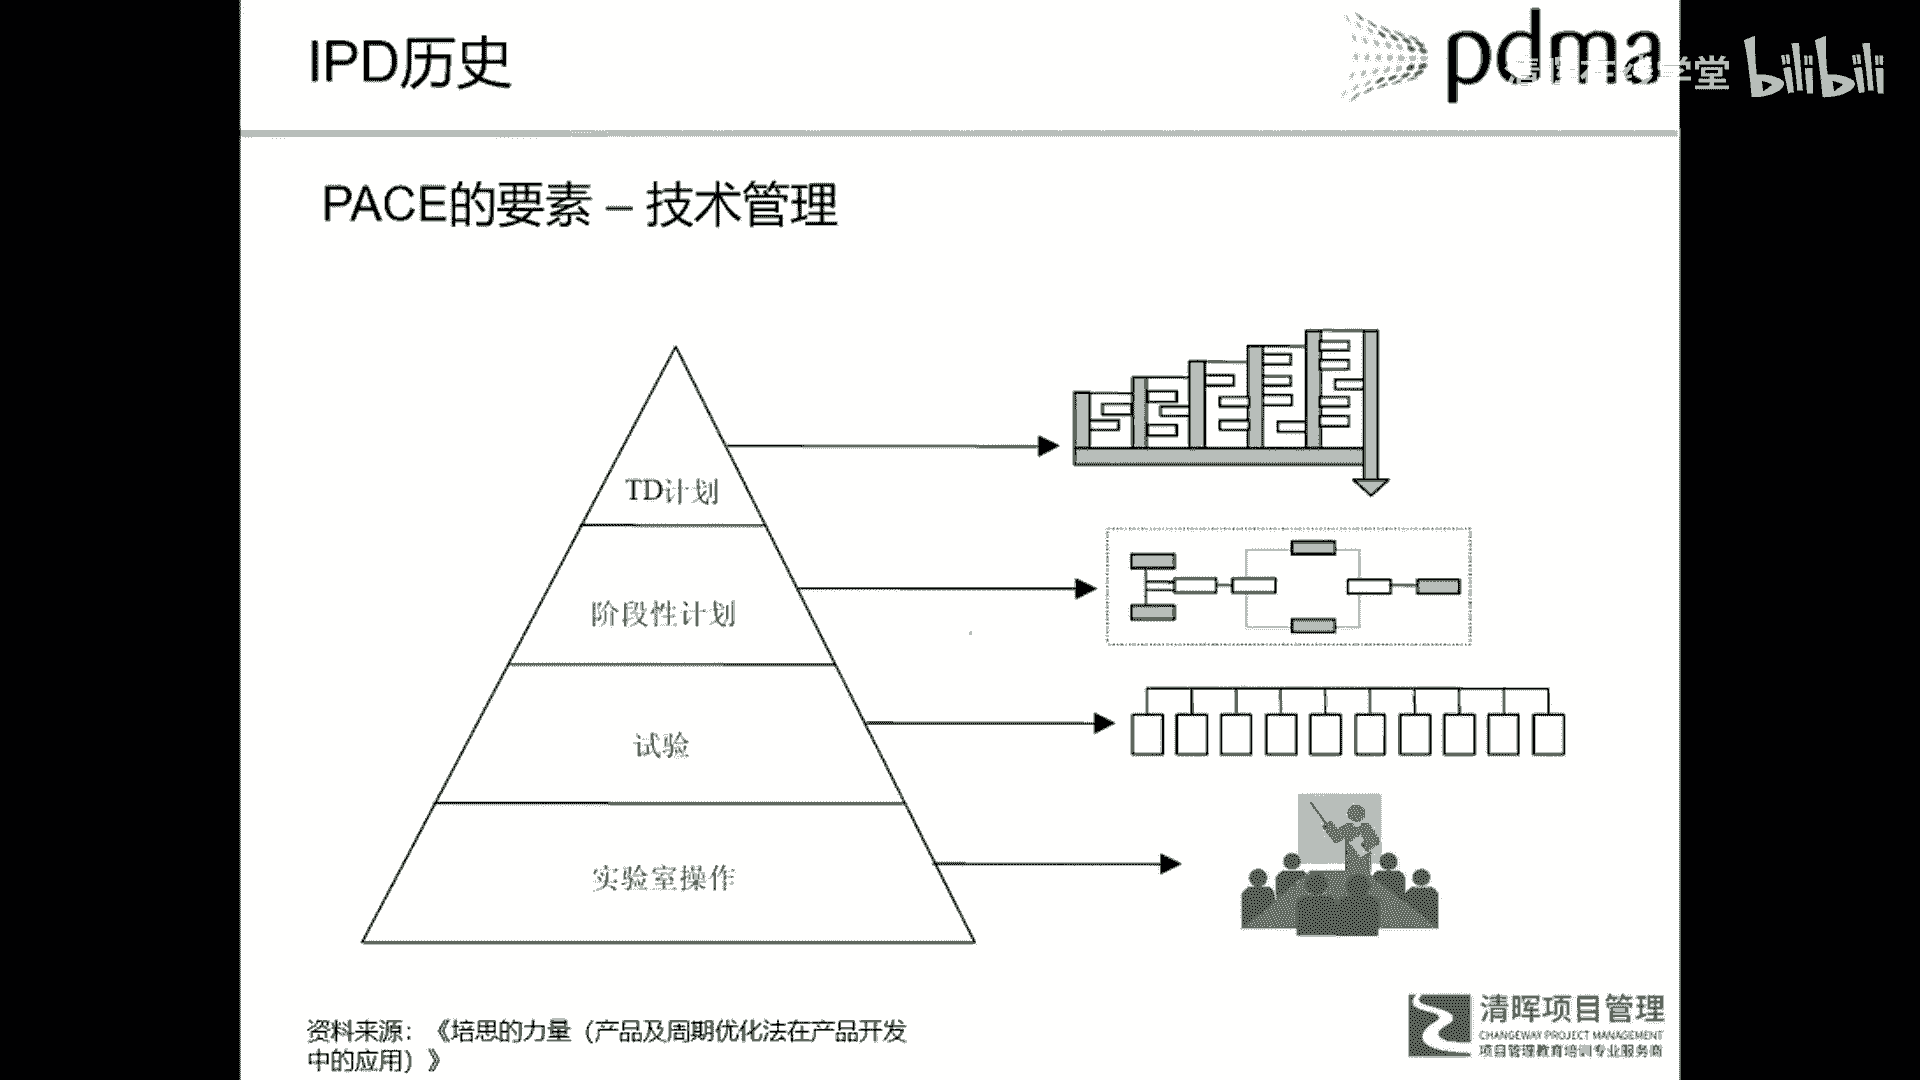 IPD历史
pdma
清晖在线学堂 bilibili
PACE的要素 – 技术管理
TD计划
阶段性计划
试验
实验室操作
资料来源：《培思的力量（产品及周期优化法在产品开发
中的应用）》
清晖项目管理
CHANGEWAY PROJECT MANAGEMENT
项目管理教育培训专业服务商